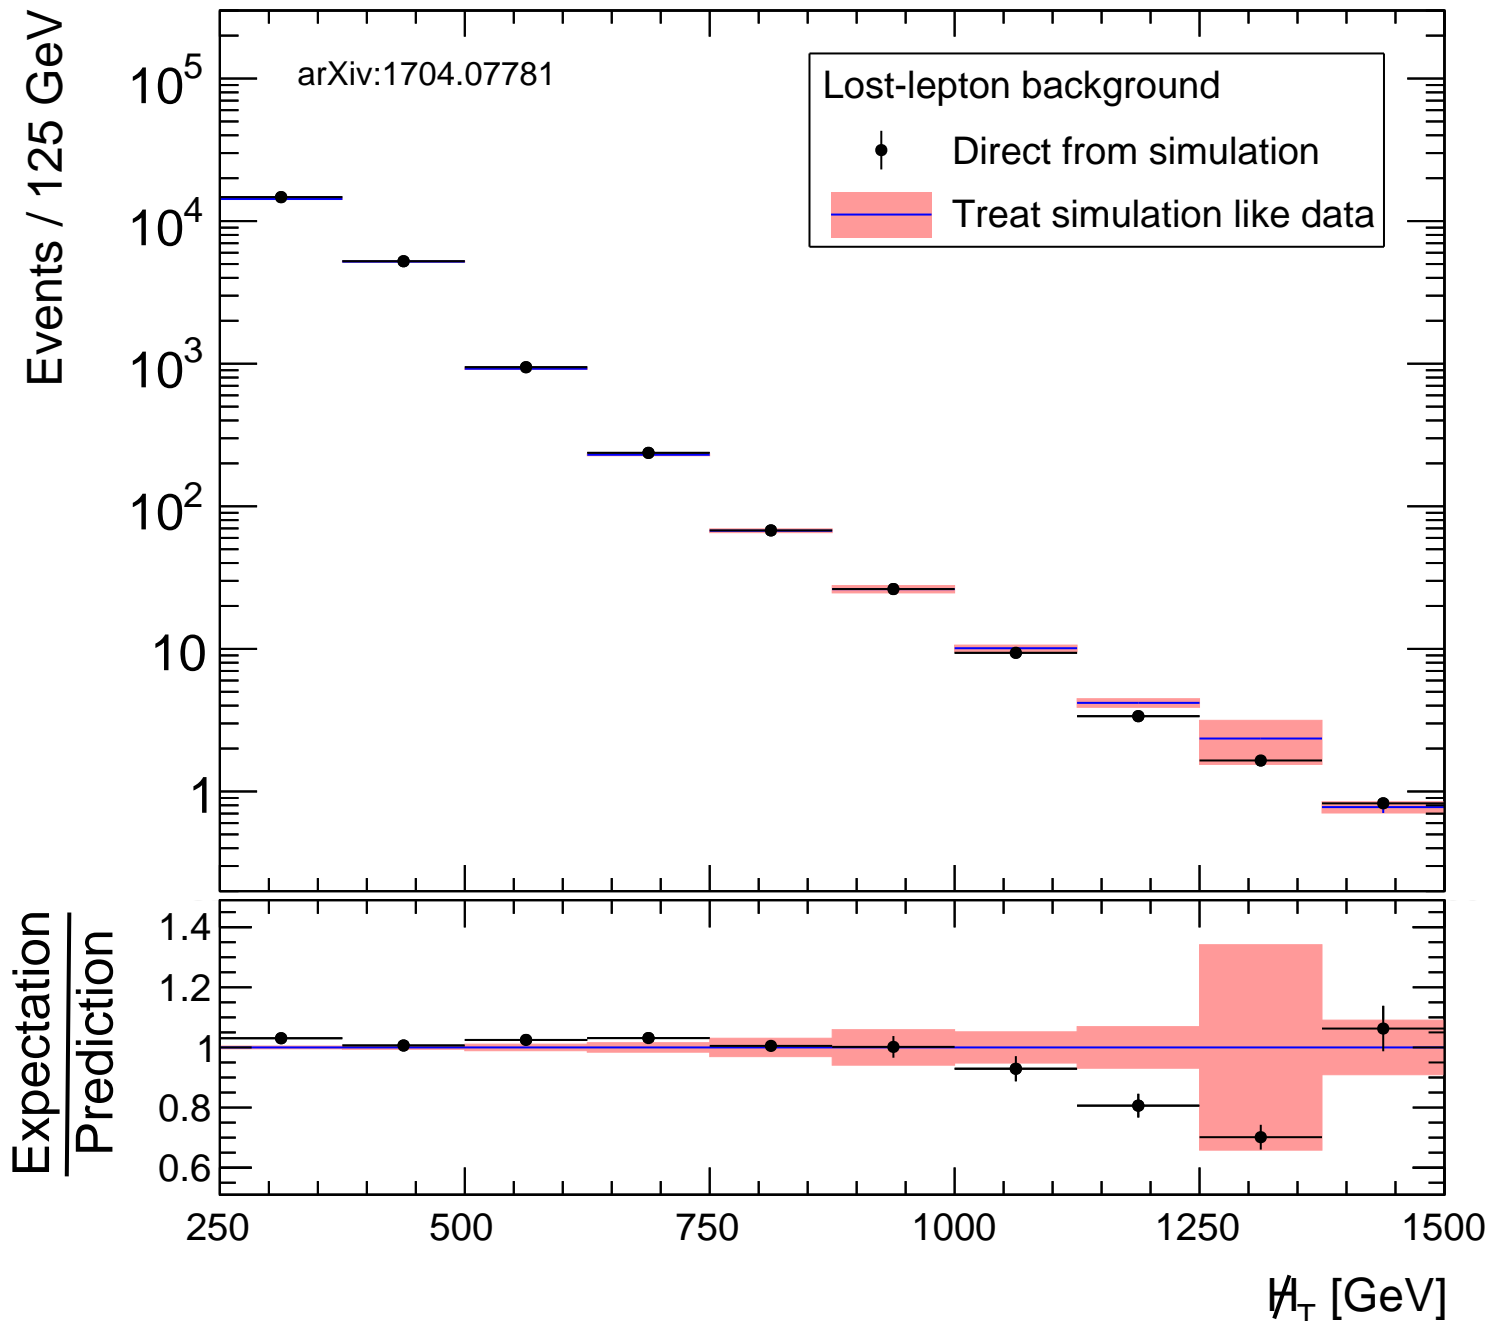 Events / 125 GeV
10^5
10^4
10^3
10^2
10
1
arXiv:1704.07781
Lost-lepton background
Direct from simulation
Treat simulation like data
Expectation
Prediction
1.4
1.2
1
0.8
0.6
250 500 750 1000 1250 1500
H̸_T [GeV]